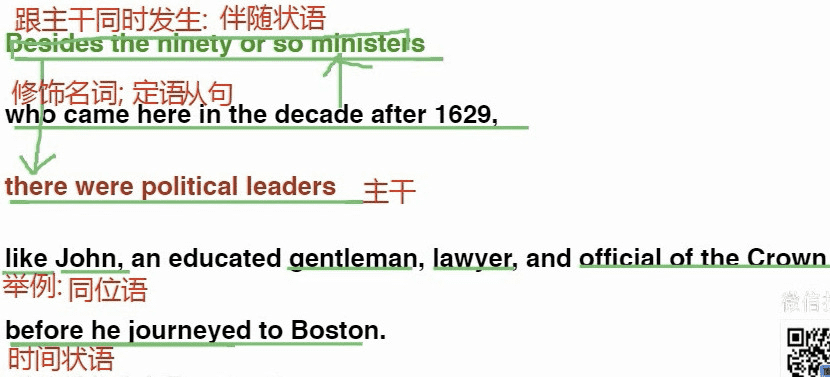 跟主干同时发生: 伴随状语
Besides the ninety or so ministers
修饰名词; 定语从句
who came here in the decade after 1629,
there were political leaders 主干
like John, an educated gentleman, lawyer, and official of the Crown
举例: 同位语
微信扌
before he journeyed to Boston.
时间状语